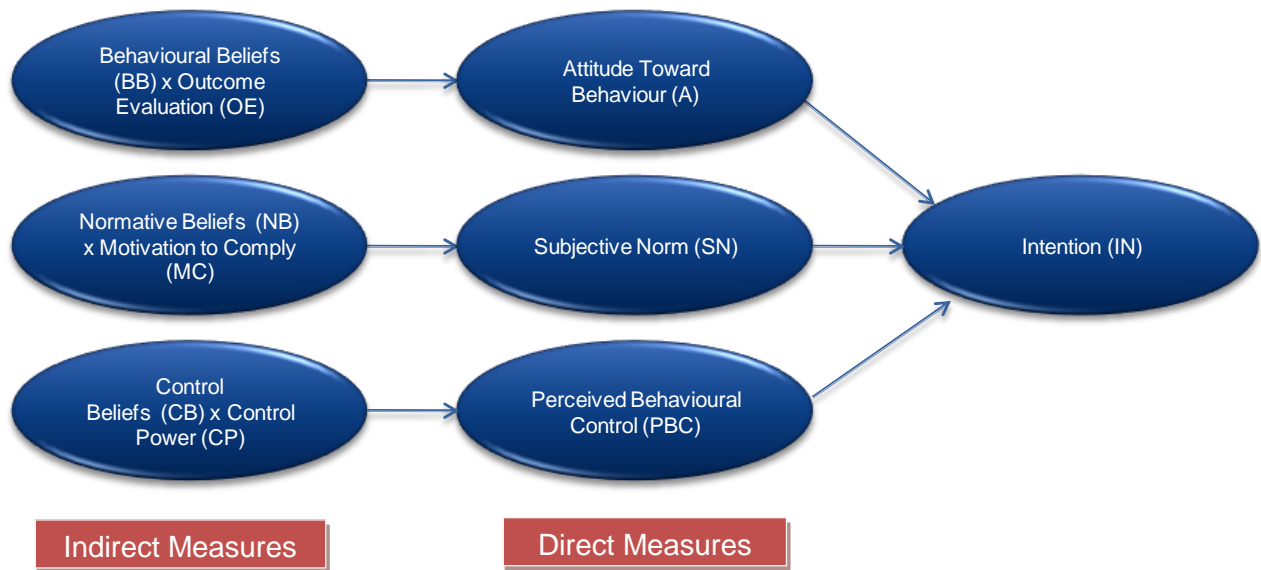 Behavioural Beliefs
(BB) x Outcome
Evaluation (OE)
Attitude Toward
Behaviour (A)
Normative Beliefs (NB)
x Motivation to Comply
(MC)
Subjective Norm (SN)
Intention (IN)
Control
Beliefs (CB) x Control
Power (CP)
Perceived Behavioural
Control (PBC)
Indirect Measures
Direct Measures